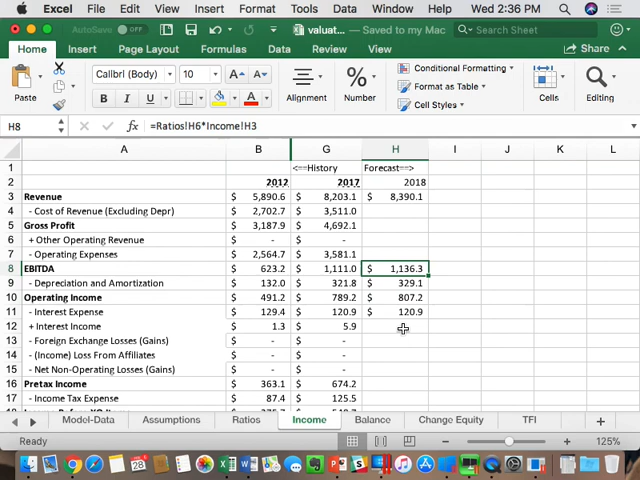 Excel File Edit View Insert Format Tools Data Window Help Wed 2:36 PM
AutoSave OFF valuat... — Saved to my Mac Search Sheet
Home Insert Page Layout Formulas Data Review View Share
Paste Calibri (Body) 10 A A B I U A Alignment % Number Conditional Formatting Format as Table Cell Styles Cells Editing
H8 fx =Ratios!H6*Income!H3
A B G H I J K L
1 <==History Forecast==>
2 2012 2017 2018
3 Revenue $ 5,890.6 $ 8,203.1 $ 8,390.1
4 - Cost of Revenue (Excluding Depr) $ 2,702.7 $ 3,511.0
5 Gross Profit $ 3,187.9 $ 4,692.1
6 + Other Operating Revenue $ - $ -
7 - Operating Expenses $ 2,564.7 $ 3,581.1
8 EBITDA $ 623.2 $ 1,111.0 $ 1,136.3
9 - Depreciation and Amortization $ 132.0 $ 321.8 $ 329.1
10 Operating Income $ 491.2 $ 789.2 $ 807.2
11 - Interest Expense $ 129.4 $ 120.9 $ 120.9
12 + Interest Income $ 1.3 $ 5.9
13 - Foreign Exchange Losses (Gains) $ - $ -
14 - (Income) Loss From Affiliates $ - $ -
15 - Net Non-Operating Losses (Gains) $ - $ -
16 Pretax Income $ 363.1 $ 674.2
17 - Income Tax Expense $ 87.4 $ 125.5
Model-Data Assumptions Ratios Income Balance Change Equity TFI
Ready 125%